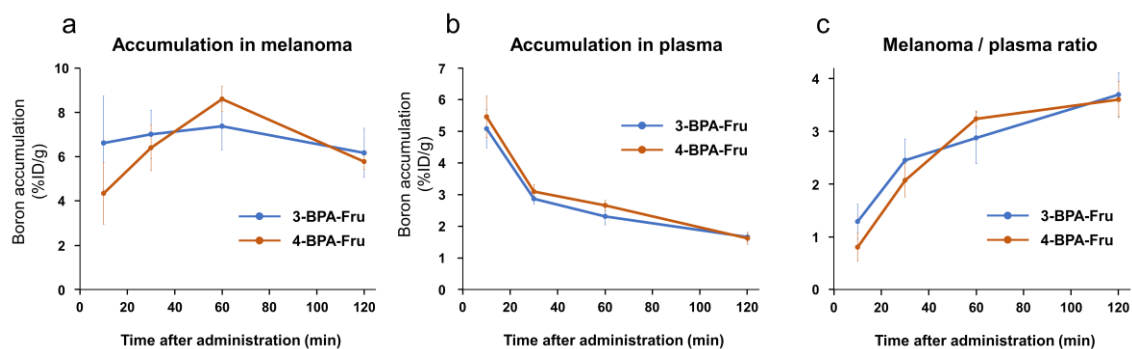 a
Accumulation in melanoma
Boron accumulation
(%ID/g)
10
8
6
4
2
0
3-BPA-Fru
4-BPA-Fru
0 20 40 60 80 100 120
Time after administration (min)
b
Accumulation in plasma
Boron accumulation
(%ID/g)
7
6
5
4
3
2
1
0
3-BPA-Fru
4-BPA-Fru
0 20 40 60 80 100 120
Time after administration (min)
c
Melanoma / plasma ratio
4
3
2
1
0
3-BPA-Fru
4-BPA-Fru
0 20 40 60 80 100 120
Time after administration (min)